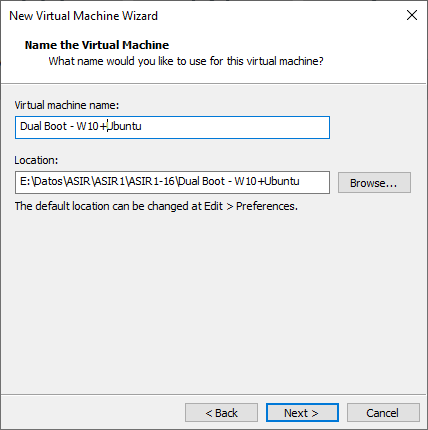 New Virtual Machine Wizard
Name the Virtual Machine
What name would you like to use for this virtual machine?
Virtual machine name:
Dual Boot - W10+Ubuntu
Location:
E:\Datos\ASIR\ASIR1\ASIR1-16\Dual Boot - W10+Ubuntu
Browse...
The default location can be changed at Edit > Preferences.
< Back
Next >
Cancel